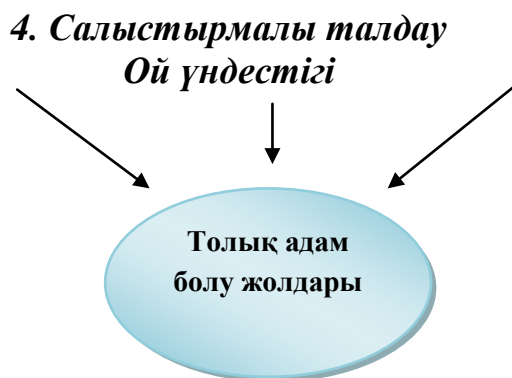 4. Салыстырмалы талдау
Ой үндестігі
Толық адам
болу жолдары